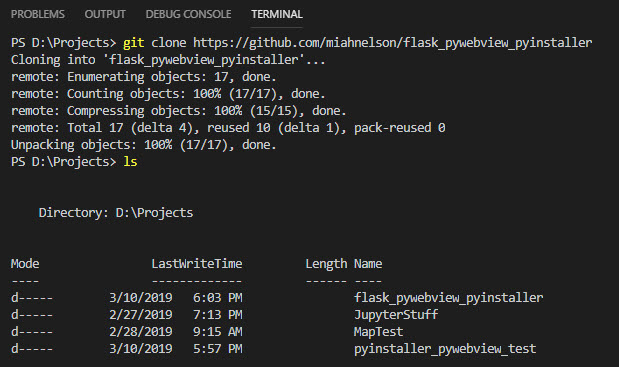 PROBLEMS OUTPUT DEBUG CONSOLE TERMINAL
PS D:\Projects> git clone https://github.com/miahnelson/flask_pywebview_pyinstaller
Cloning into 'flask_pywebview_pyinstaller'...
remote: Enumerating objects: 17, done.
remote: Counting objects: 100% (17/17), done.
remote: Compressing objects: 100% (15/15), done.
remote: Total 17 (delta 4), reused 10 (delta 1), pack-reused 0
Unpacking objects: 100% (17/17), done.
PS D:\Projects> ls
Directory: D:\Projects
Mode LastWriteTime Length Name
---- ------------- ------ ----
d----- 3/10/2019 6:03 PM flask_pywebview_pyinstaller
d----- 2/27/2019 7:13 PM JupyterStuff
d----- 2/28/2019 9:15 AM MapTest
d----- 3/10/2019 5:57 PM pyinstaller_pywebview_test